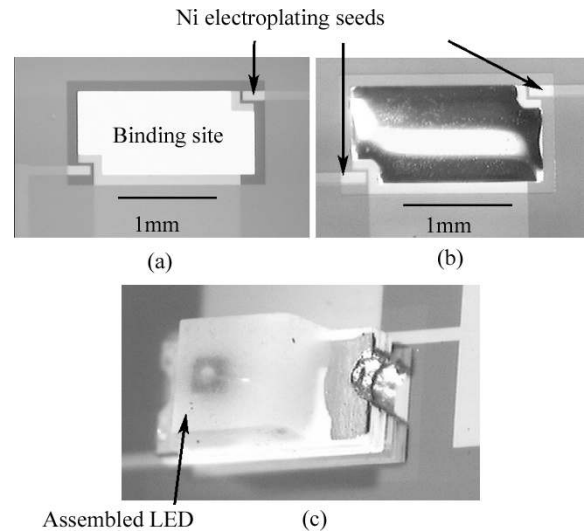 Ni electroplating seeds
Binding site
1mm
1mm
(a)
(b)
Assembled LED
(c)